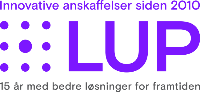 Innovative anskaffelser siden 2010
LUP
15 år med bedre løsninger for framtiden